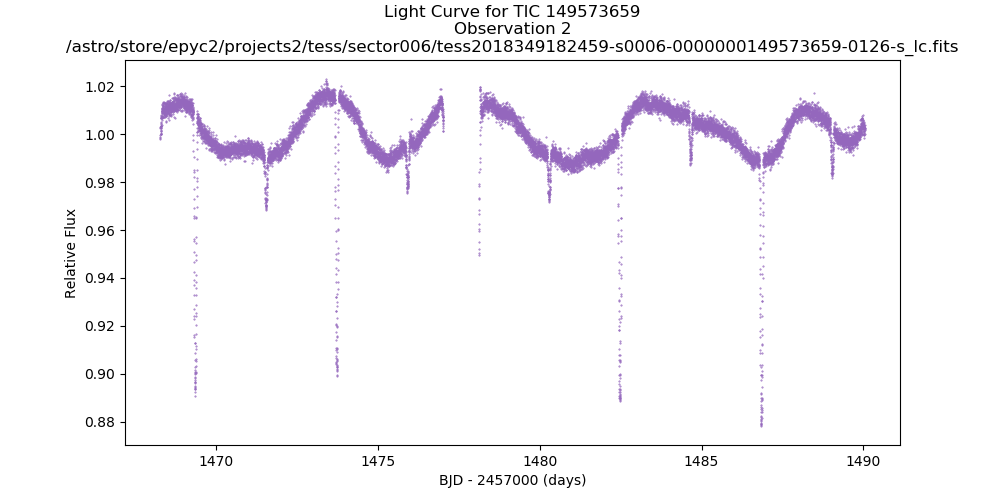 Light Curve for TIC 149573659
Observation 2
/astro/store/epyc2/projects2/tess/sector006/tess2018349182459-s0006-0000000149573659-0126-s_lc.fits
1.02
1.00
0.98
0.96
0.94
0.92
0.90
0.88
Relative Flux
1470
1475
1480
1485
1490
BJD - 2457000 (days)